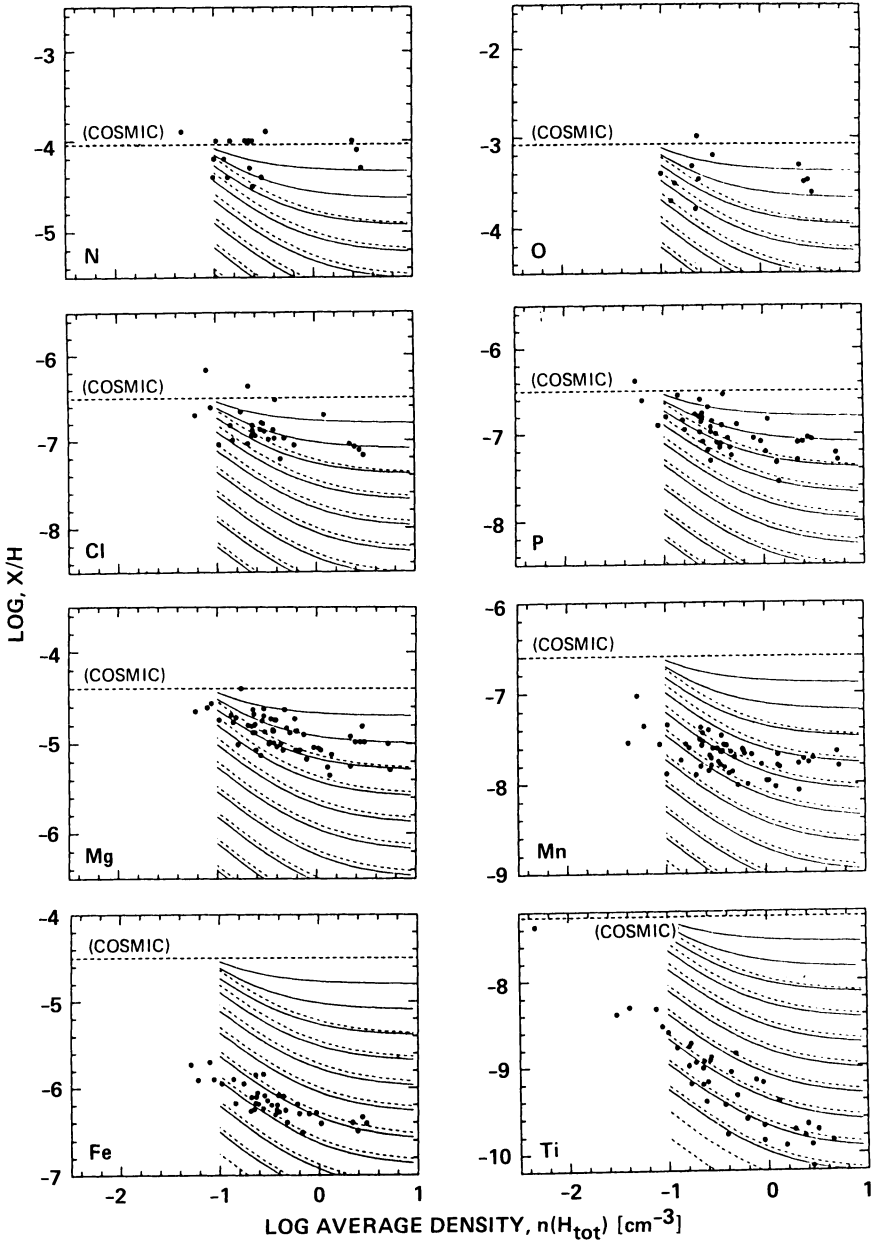 -3
(COSMIC)
-4
-5
N
-2
(COSMIC)
-3
-4
O
-6
(COSMIC)
-7
-8
Cl
-6
(COSMIC)
-7
-8
P
LOG, X/H
-4
(COSMIC)
-5
-6
Mg
-6
(COSMIC)
-7
-8
-9
Mn
-4
(COSMIC)
-5
-6
-7
Fe
-2 -1 0 1
(COSMIC)
-8
-9
-10
Ti
-2 -1 0 1
LOG AVERAGE DENSITY, n(Htot) [cm-3]